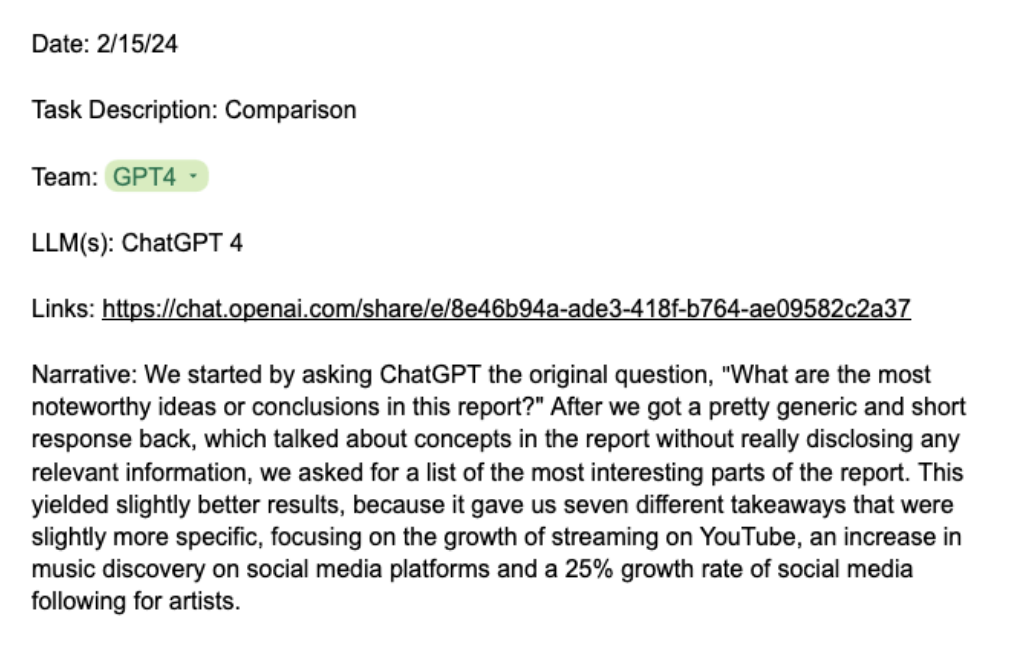 Date: 2/15/24
Task Description: Comparison
Team: GPT4
LLM(s): ChatGPT 4
Links: https://chat.openai.com/share/e/8e46b94a-ade3-418f-b764-ae09582c2a37
Narrative: We started by asking ChatGPT the original question, "What are the most
noteworthy ideas or conclusions in this report?" After we got a pretty generic and short
response back, which talked about concepts in the report without really disclosing any
relevant information, we asked for a list of the most interesting parts of the report. This
yielded slightly better results, because it gave us seven different takeaways that were
slightly more specific, focusing on the growth of streaming on YouTube, an increase in
music discovery on social media platforms and a 25% growth rate of social media
following for artists.